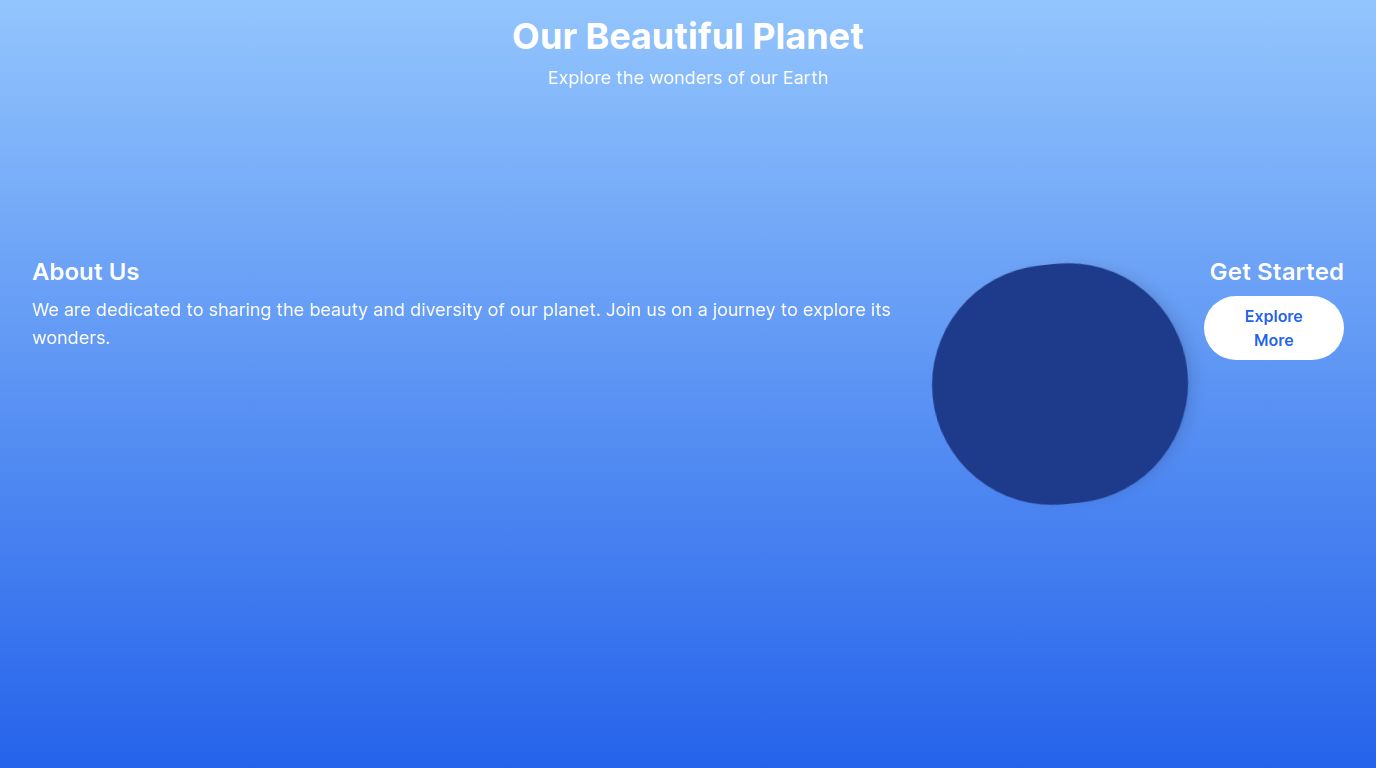 Our Beautiful Planet
Explore the wonders of our Earth
About Us
We are dedicated to sharing the beauty and diversity of our planet. Join us on a journey to explore its
wonders.
Get Started
Explore
More